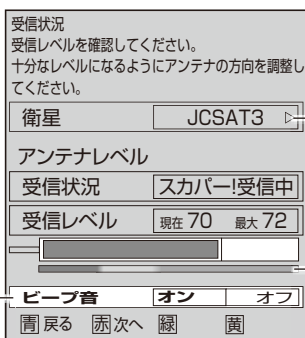 受信状況
受信レベルを確認してください。
十分なレベルになるようにアンテナの方向を調整し
てください。
衛星 JCSAT3
アンテナレベル
受信状況 スカパー!受信中
受信レベル 現在 70 最大 72
ビープ音 オン オフ
青 戻る 赤 次へ 緑 黄